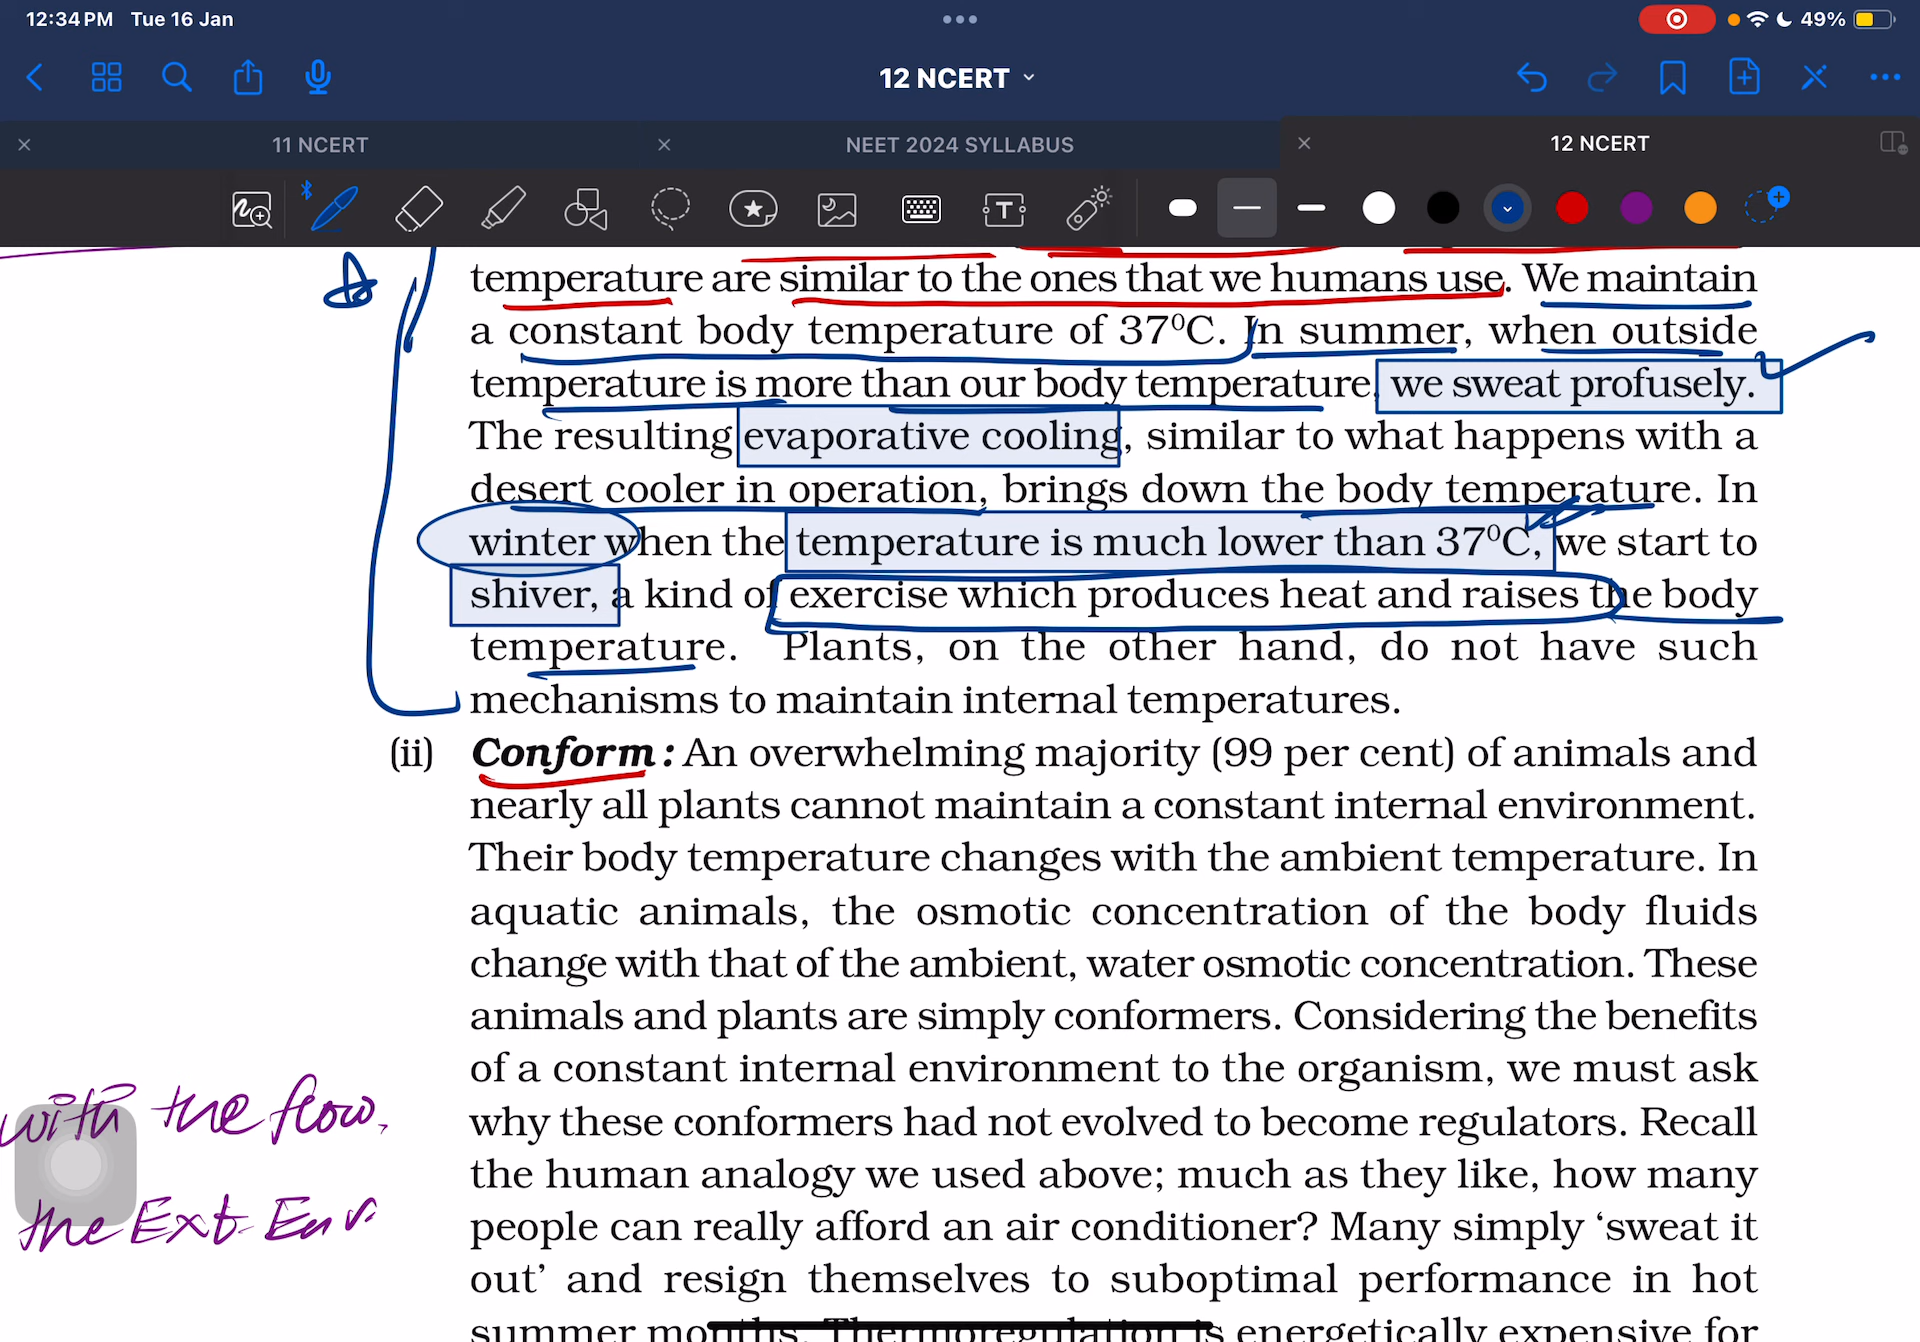 12:34 PM Tue 16 Jan
49%
12 NCERT
11 NCERT
NEET 2024 SYLLABUS
12 NCERT
T
temperature are similar to the ones that we humans use. We maintain
a constant body temperature of 37⁰C. In summer, when outside
temperature is more than our body temperature, we sweat profusely.
The resulting evaporative cooling, similar to what happens with a
desert cooler in operation, brings down the body temperature. In
winter when the temperature is much lower than 37⁰C, we start to
shiver, a kind of exercise which produces heat and raises the body
temperature. Plants, on the other hand, do not have such
mechanisms to maintain internal temperatures.
(ii) Conform: An overwhelming majority (99 per cent) of animals and
nearly all plants cannot maintain a constant internal environment.
Their body temperature changes with the ambient temperature. In
aquatic animals, the osmotic concentration of the body fluids
change with that of the ambient, water osmotic concentration. These
animals and plants are simply conformers. Considering the benefits
of a constant internal environment to the organism, we must ask
why these conformers had not evolved to become regulators. Recall
the human analogy we used above; much as they like, how many
people can really afford an air conditioner? Many simply ‘sweat it
out’ and resign themselves to suboptimal performance in hot
summer months. Thermoregulation is energetically expensive for
with the flow,
the Ext. Env.